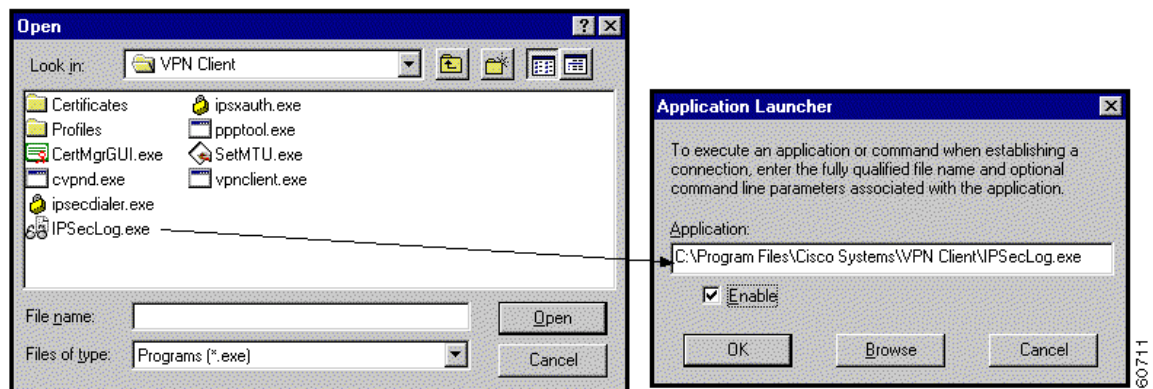 Open
Look in:
VPN Client
Certificates
Profiles
CertMgrGUI.exe
cvpnd.exe
ipsecdialer.exe
IPSecLog.exe
ipsxauth.exe
ppptool.exe
SetMTU.exe
vpnclient.exe
File name:
Open
Files of type:
Programs (*.exe)
Cancel
Application Launcher
To execute an application or command when establishing a
connection, enter the fully qualified file name and optional
command line parameters associated with the application.
Application:
C:\Program Files\Cisco Systems\VPN Client\IPSecLog.exe
Enable
OK
Browse
Cancel
60711